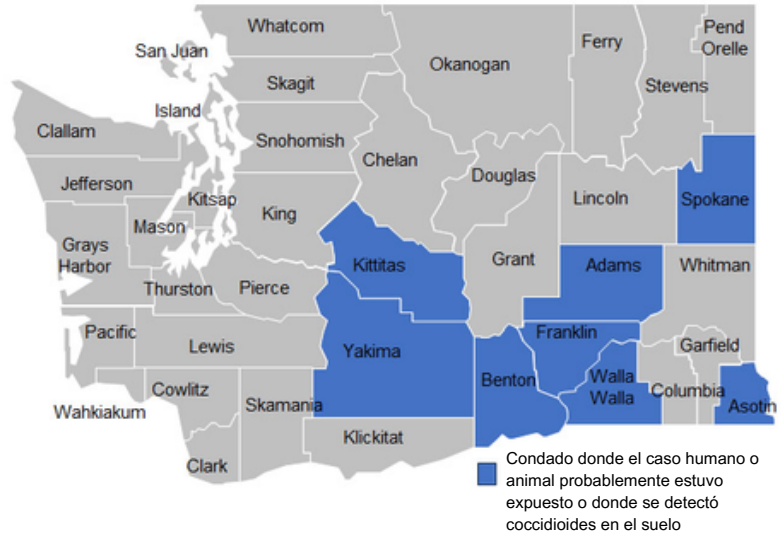 Whatcom
Pend
Orelle
San Juan
Ferry
Okanogan
Skagit
Stevens
Island
Clallam
Snohomish
Chelan
Douglas
Jefferson
Kitsap
Lincoln
Spokane
King
Mason
Grays
Harbor
Kittitas
Grant
Adams
Whitman
Thurston
Pierce
Pacific
Lewis
Yakima
Franklin
Garfield
Benton
Walla
Walla
Columbia
Cowlitz
Wahkiakum
Skamania
Asotin
Klickitat
Clark
Condado donde el caso humano o
animal probablemente estuvo
expuesto o donde se detectó
coccidioides en el suelo